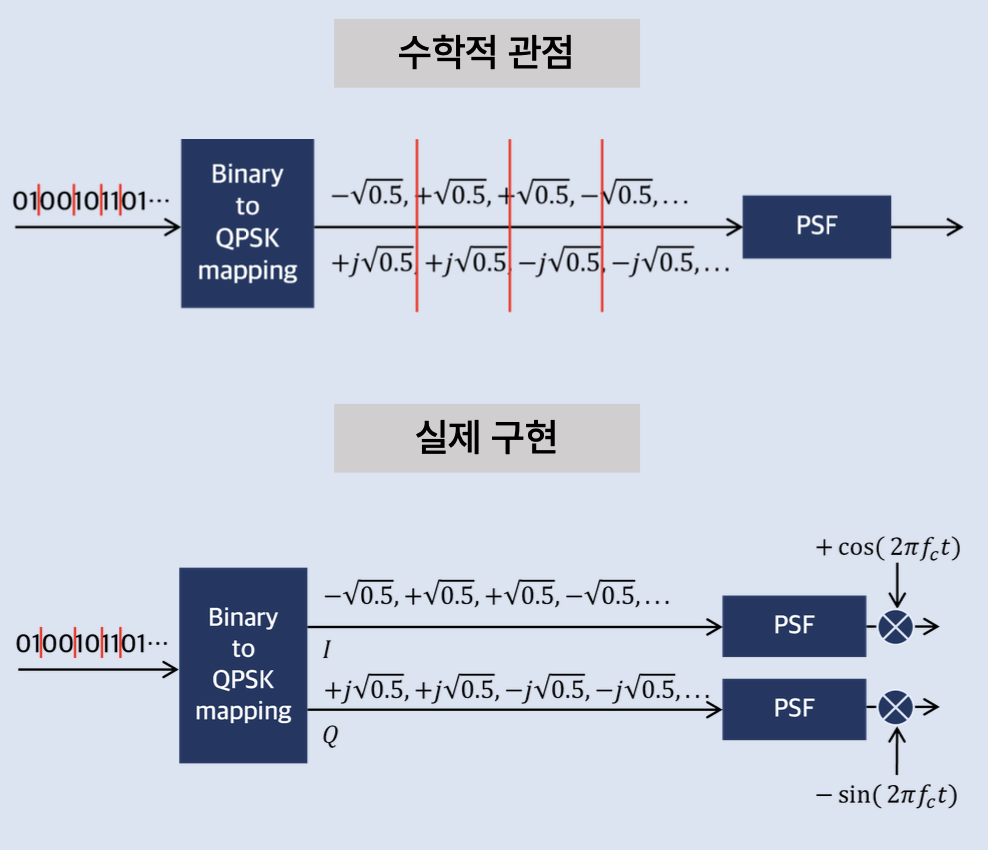 수학적 관점
0100101101…
Binary
to
QPSK
mapping
−√0.5, +√0.5, +√0.5, −√0.5, …
+j√0.5, +j√0.5, −j√0.5, −j√0.5, …
PSF
실제 구현
0100101101…
Binary
to
QPSK
mapping
−√0.5, +√0.5, +√0.5, −√0.5, …
I
+j√0.5, +j√0.5, −j√0.5, −j√0.5, …
Q
+ cos( 2πf_c t)
PSF
PSF
− sin( 2πf_c t)